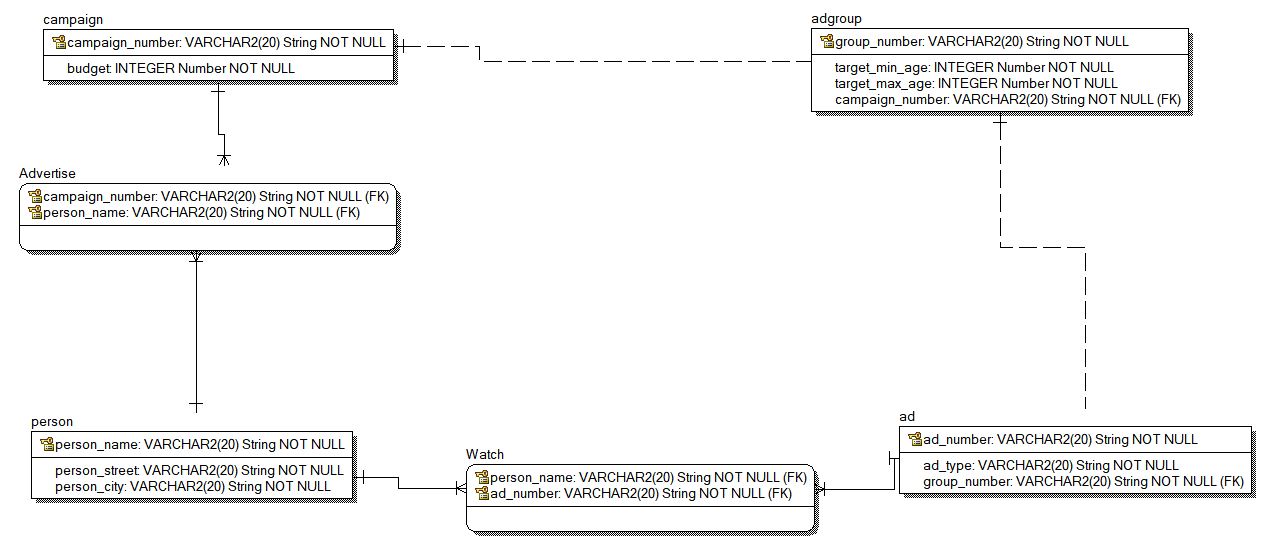 campaign
campaign_number: VARCHAR2(20) String NOT NULL
budget: INTEGER Number NOT NULL
adgroup
group_number: VARCHAR2(20) String NOT NULL
target_min_age: INTEGER Number NOT NULL
target_max_age: INTEGER Number NOT NULL
campaign_number: VARCHAR2(20) String NOT NULL (FK)
Advertise
campaign_number: VARCHAR2(20) String NOT NULL (FK)
person_name: VARCHAR2(20) String NOT NULL (FK)
person
person_name: VARCHAR2(20) String NOT NULL
person_street: VARCHAR2(20) String NOT NULL
person_city: VARCHAR2(20) String NOT NULL
Watch
person_name: VARCHAR2(20) String NOT NULL (FK)
ad_number: VARCHAR2(20) String NOT NULL (FK)
ad
ad_number: VARCHAR2(20) String NOT NULL
ad_type: VARCHAR2(20) String NOT NULL
group_number: VARCHAR2(20) String NOT NULL (FK)